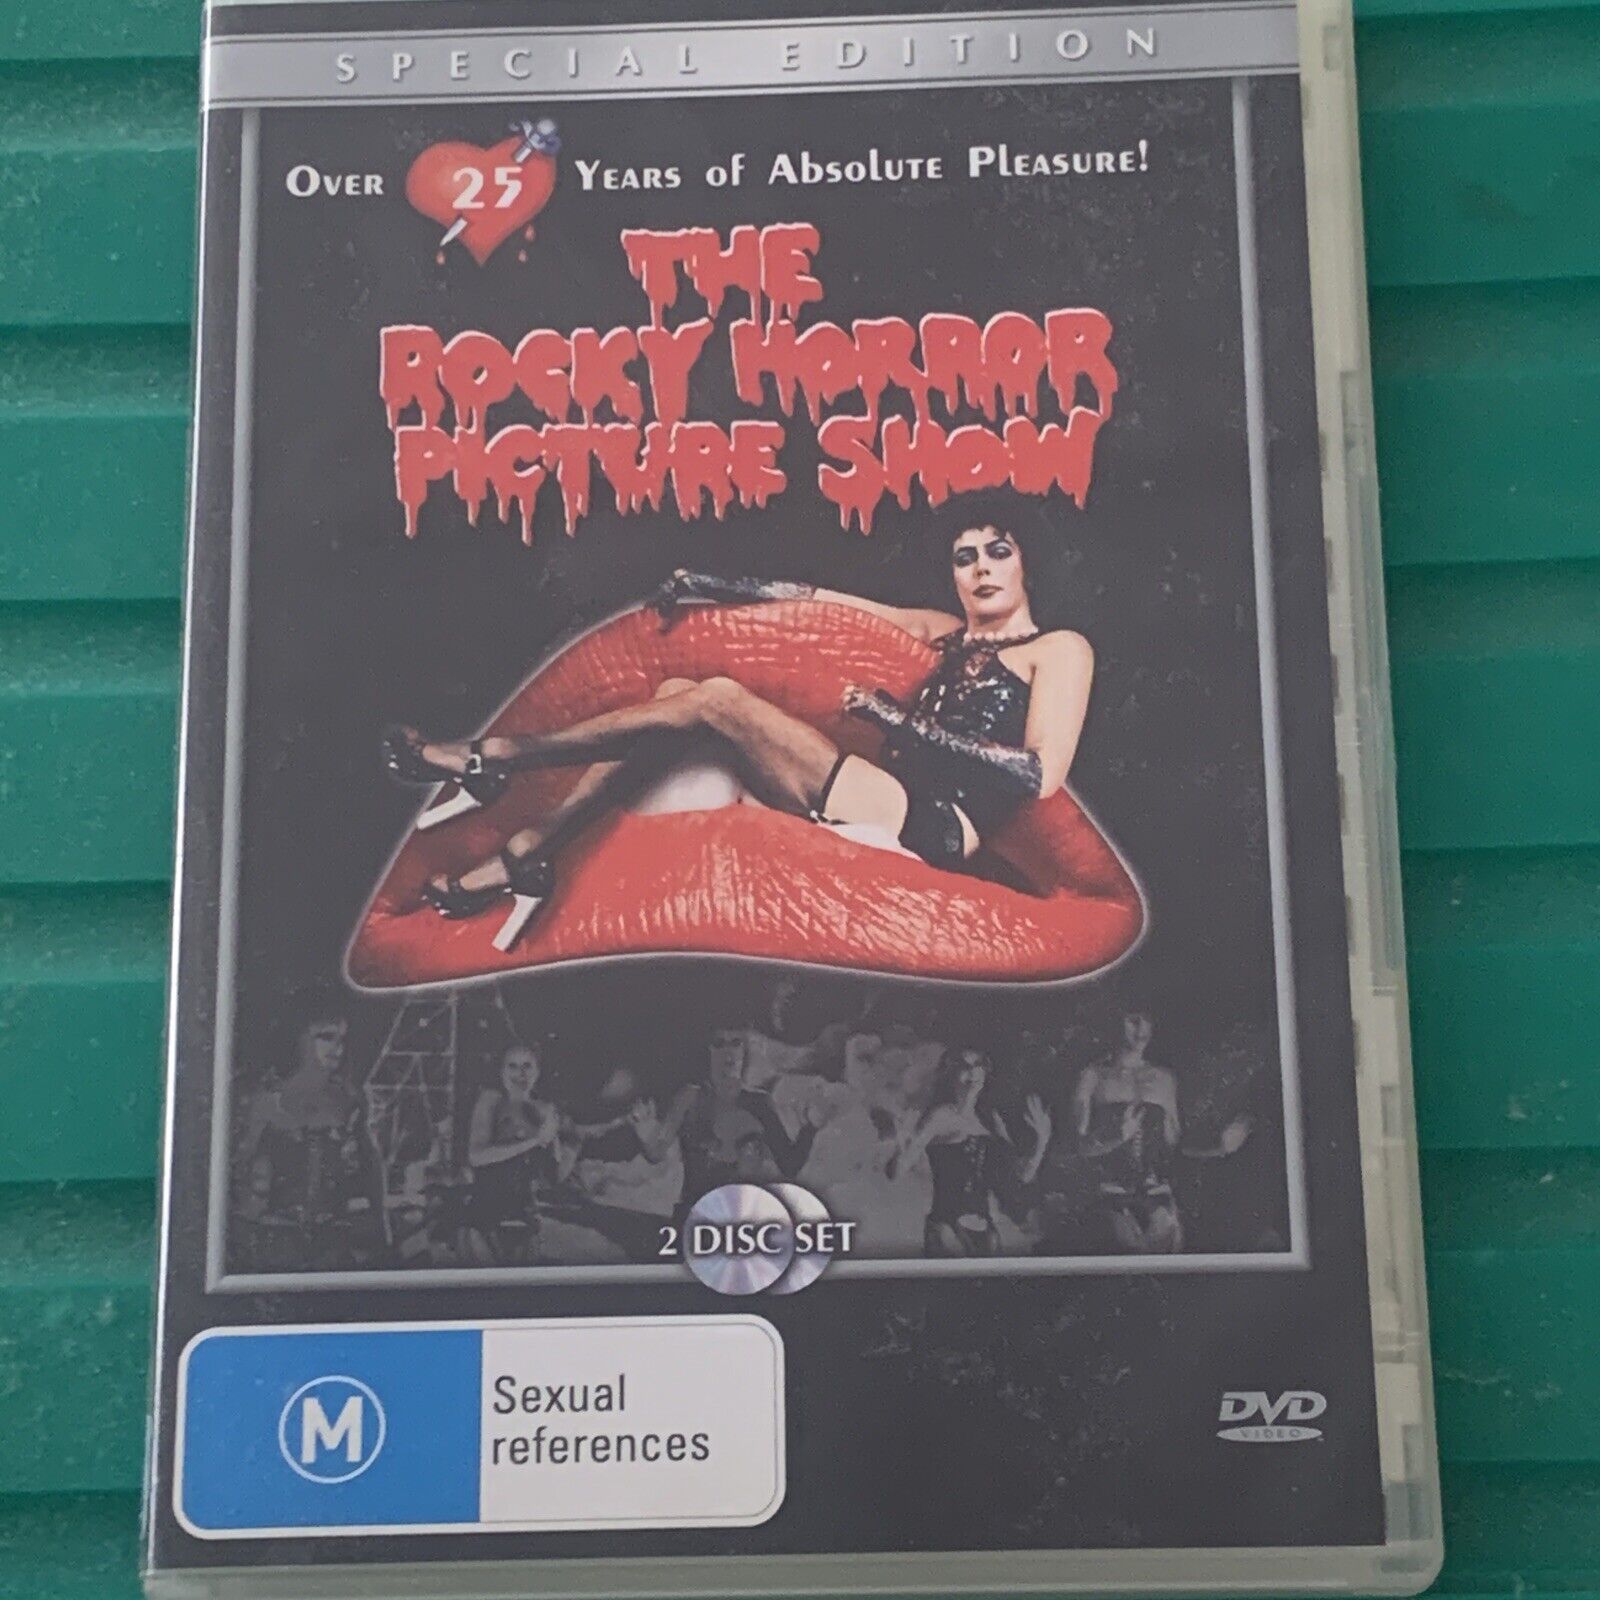 SPECIAL EDITION
OVER 25 YEARS of ABSOLUTE PLEASURE!
THE
ROCKY HORROR
PICTURE SHOW
2 DISC SET
M
Sexual
references
DVD
VIDEO